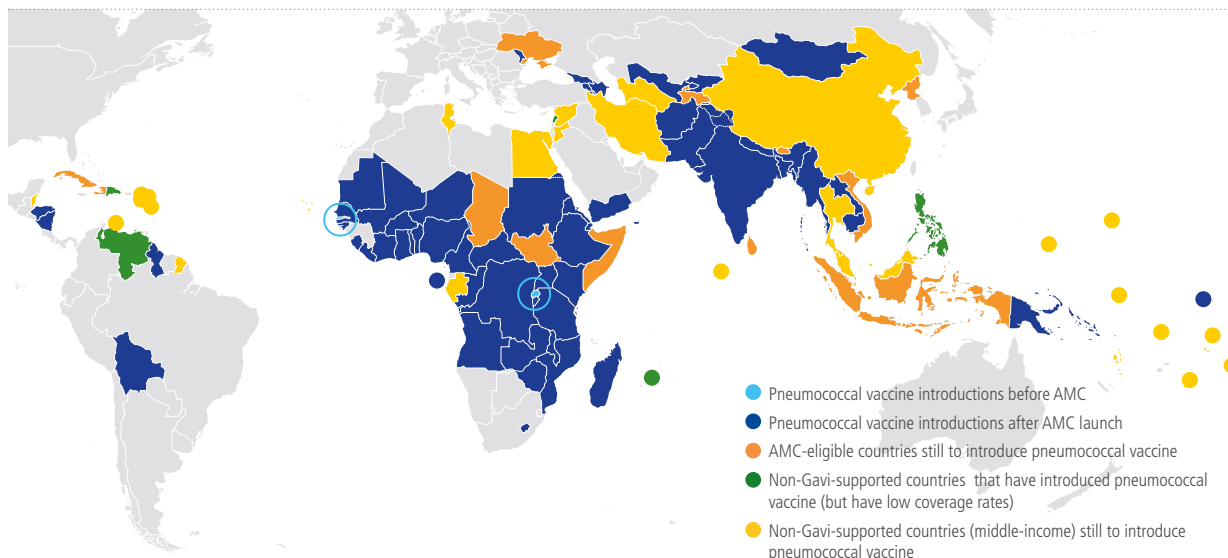 Pneumococcal vaccine introductions before AMC
Pneumococcal vaccine introductions after AMC launch
AMC-eligible countries still to introduce pneumococcal vaccine
Non-Gavi-supported countries that have introduced pneumococcal
vaccine (but have low coverage rates)
Non-Gavi-supported countries (middle-income) still to introduce
pneumococcal vaccine